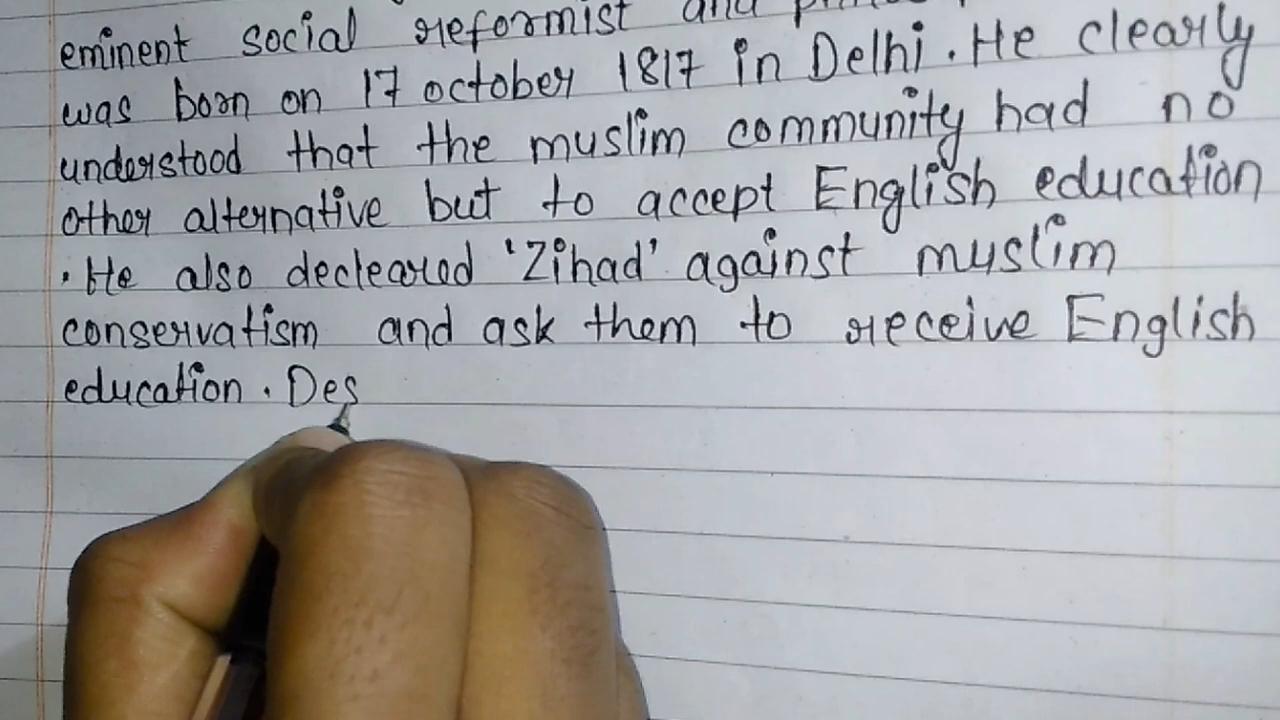 eminent social reformist and
was born on 17 october 1817 in Delhi. He clearly
understood that the muslim community had no
other alternative but to accept English education
. He also decleared 'Zihad' against muslim
conservatism and ask them to receive English
education. Des